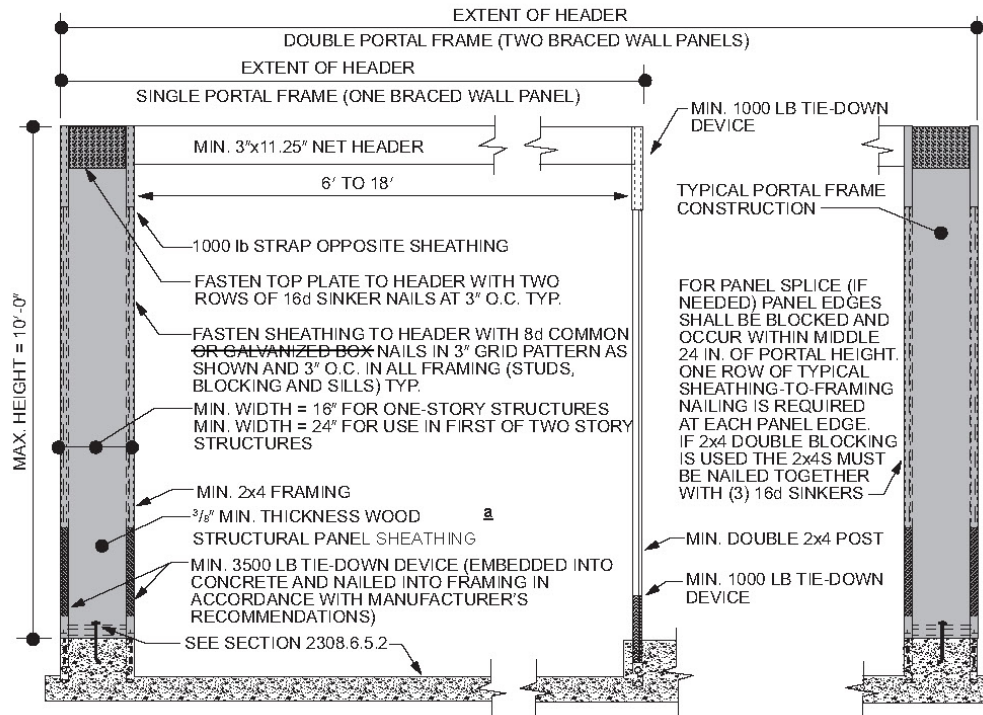 EXTENT OF HEADER
DOUBLE PORTAL FRAME (TWO BRACED WALL PANELS)
EXTENT OF HEADER
SINGLE PORTAL FRAME (ONE BRACED WALL PANEL)
MIN. 1000 LB TIE-DOWN
DEVICE
MIN. 3"x11.25" NET HEADER
6' TO 18'
TYPICAL PORTAL FRAME
CONSTRUCTION
1000 lb STRAP OPPOSITE SHEATHING
FASTEN TOP PLATE TO HEADER WITH TWO
ROWS OF 16d SINKER NAILS AT 3" O.C. TYP.
FASTEN SHEATHING TO HEADER WITH 8d COMMON
OR GALVANIZED BOX NAILS IN 3" GRID PATTERN AS
SHOWN AND 3" O.C. IN ALL FRAMING (STUDS,
BLOCKING AND SILLS) TYP.
MIN. WIDTH = 16" FOR ONE-STORY STRUCTURES
MIN. WIDTH = 24" FOR USE IN FIRST OF TWO STORY
STRUCTURES
FOR PANEL SPLICE (IF
NEEDED) PANEL EDGES
SHALL BE BLOCKED AND
OCCUR WITHIN MIDDLE
24 IN. OF PORTAL HEIGHT.
ONE ROW OF TYPICAL
SHEATHING-TO-FRAMING
NAILING IS REQUIRED
AT EACH PANEL EDGE.
IF 2x4 DOUBLE BLOCKING
IS USED THE 2x4S MUST
BE NAILED TOGETHER
WITH (3) 16d SINKERS
MAX. HEIGHT = 10'-0"
MIN. 2x4 FRAMING
3/8" MIN. THICKNESS WOOD a
STRUCTURAL PANEL SHEATHING
MIN. 3500 LB TIE-DOWN DEVICE (EMBEDDED INTO
CONCRETE AND NAILED INTO FRAMING IN
ACCORDANCE WITH MANUFACTURER'S
RECOMMENDATIONS)
MIN. DOUBLE 2x4 POST
MIN. 1000 LB TIE-DOWN
DEVICE
SEE SECTION 2308.6.5.2